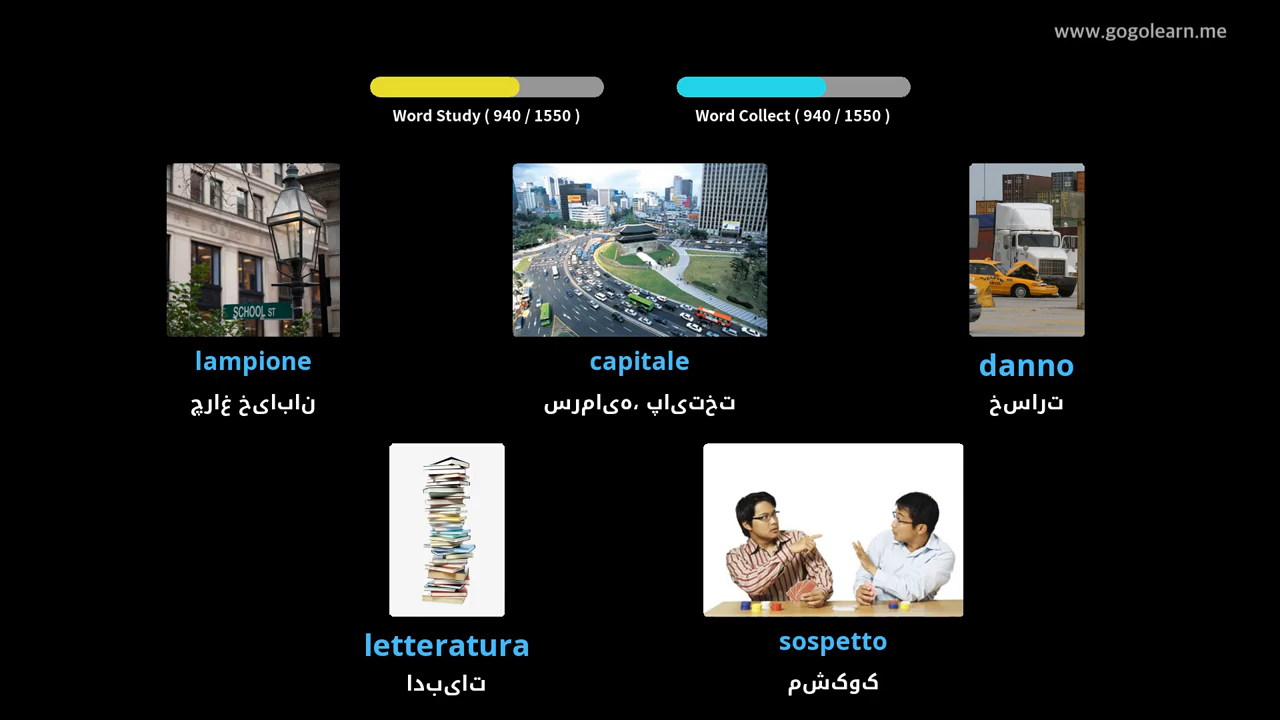 www.gogolearn.me
Word Study ( 940 / 1550 )
Word Collect ( 940 / 1550 )
SCHOOL ST
lampione
چراغ خیابان
capitale
سرمایه، پایتخت
danno
خسارت
letteratura
ادبیات
sospetto
مشکوک